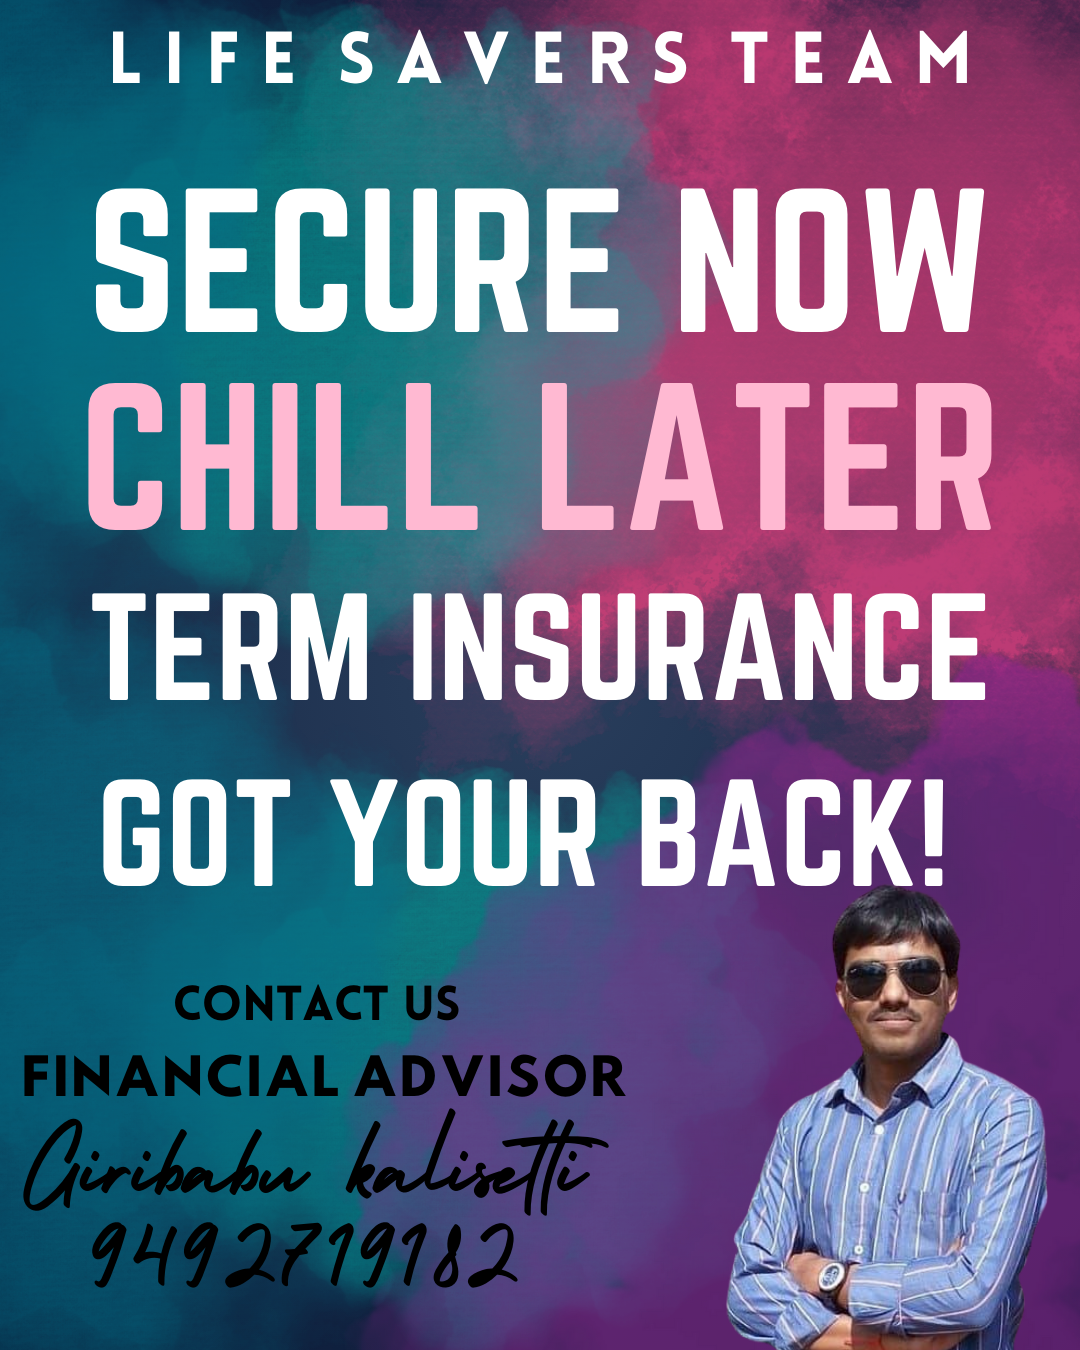 LIFE SAVERS TEAM
SECURE NOW
CHILL LATER
TERM INSURANCE
GOT YOUR BACK!
CONTACT US
FINANCIAL ADVISOR
Giribabu kalisetti
9492719182